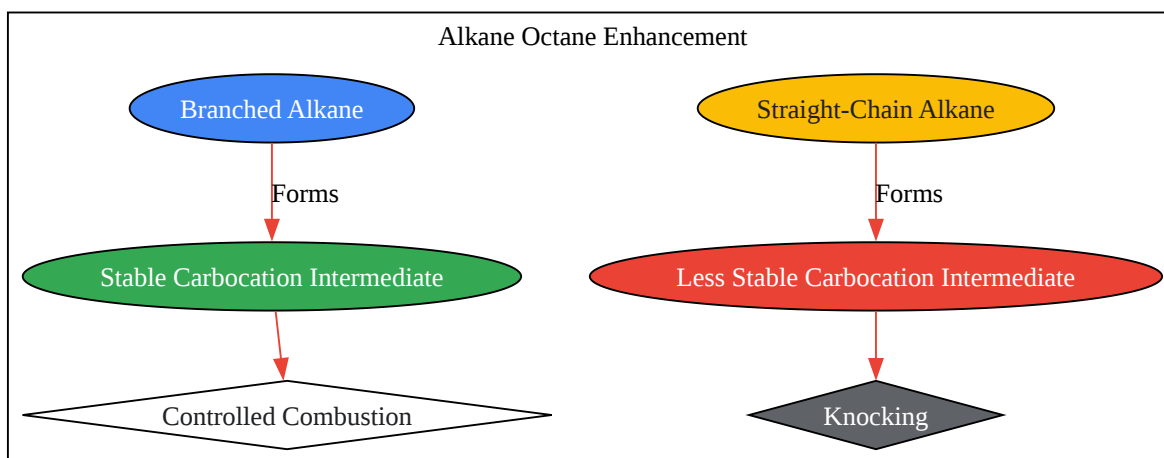 Alkane Octane Enhancement
Branched Alkane
Straight-Chain Alkane
Forms
Forms
Stable Carbocation Intermediate
Less Stable Carbocation Intermediate
Controlled Combustion
Knocking